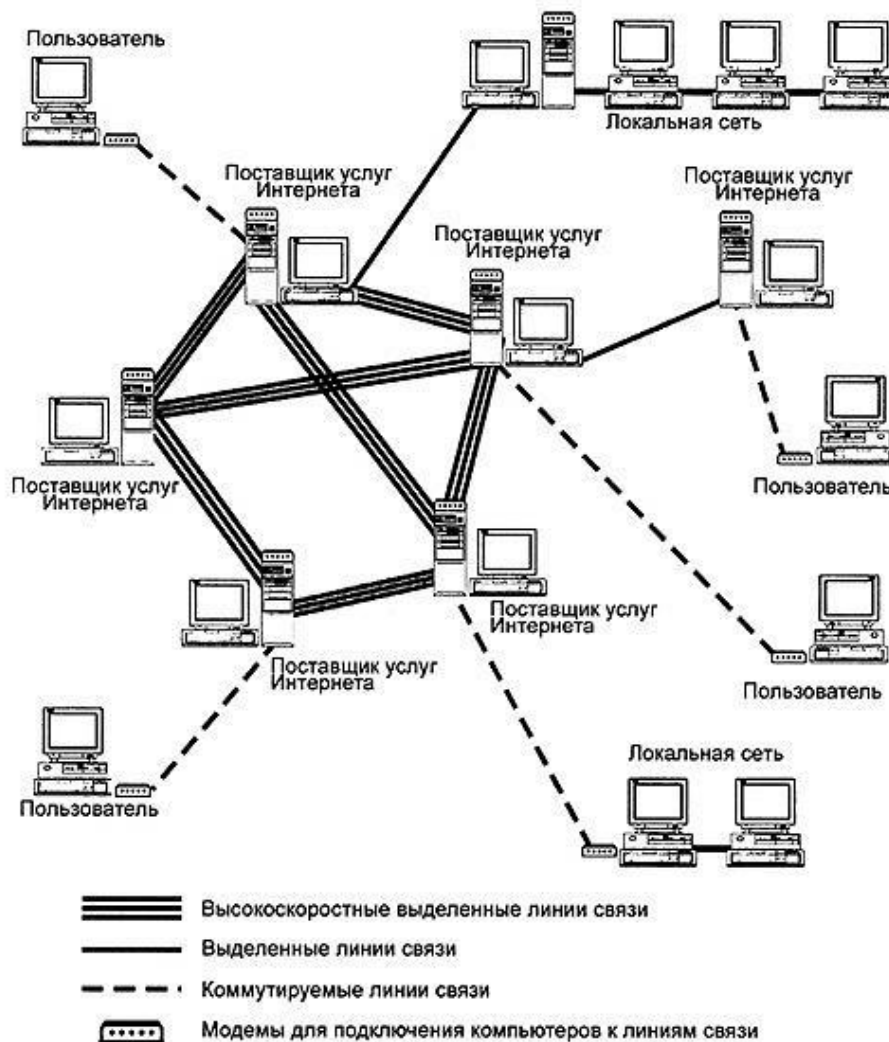 Пользователь
Локальная сеть
Поставщик услуг
Интернета
Поставщик услуг
Интернета
Поставщик услуг
Интернета
Поставщик услуг
Интернета
Пользователь
Поставщик услуг
Интернета
Поставщик услуг
Интернета
Пользователь
Пользователь
Локальная сеть
Высокоскоростные выделенные линии связи
Выделенные линии связи
Коммутируемые линии связи
Модемы для подключения компьютеров к линиям связи